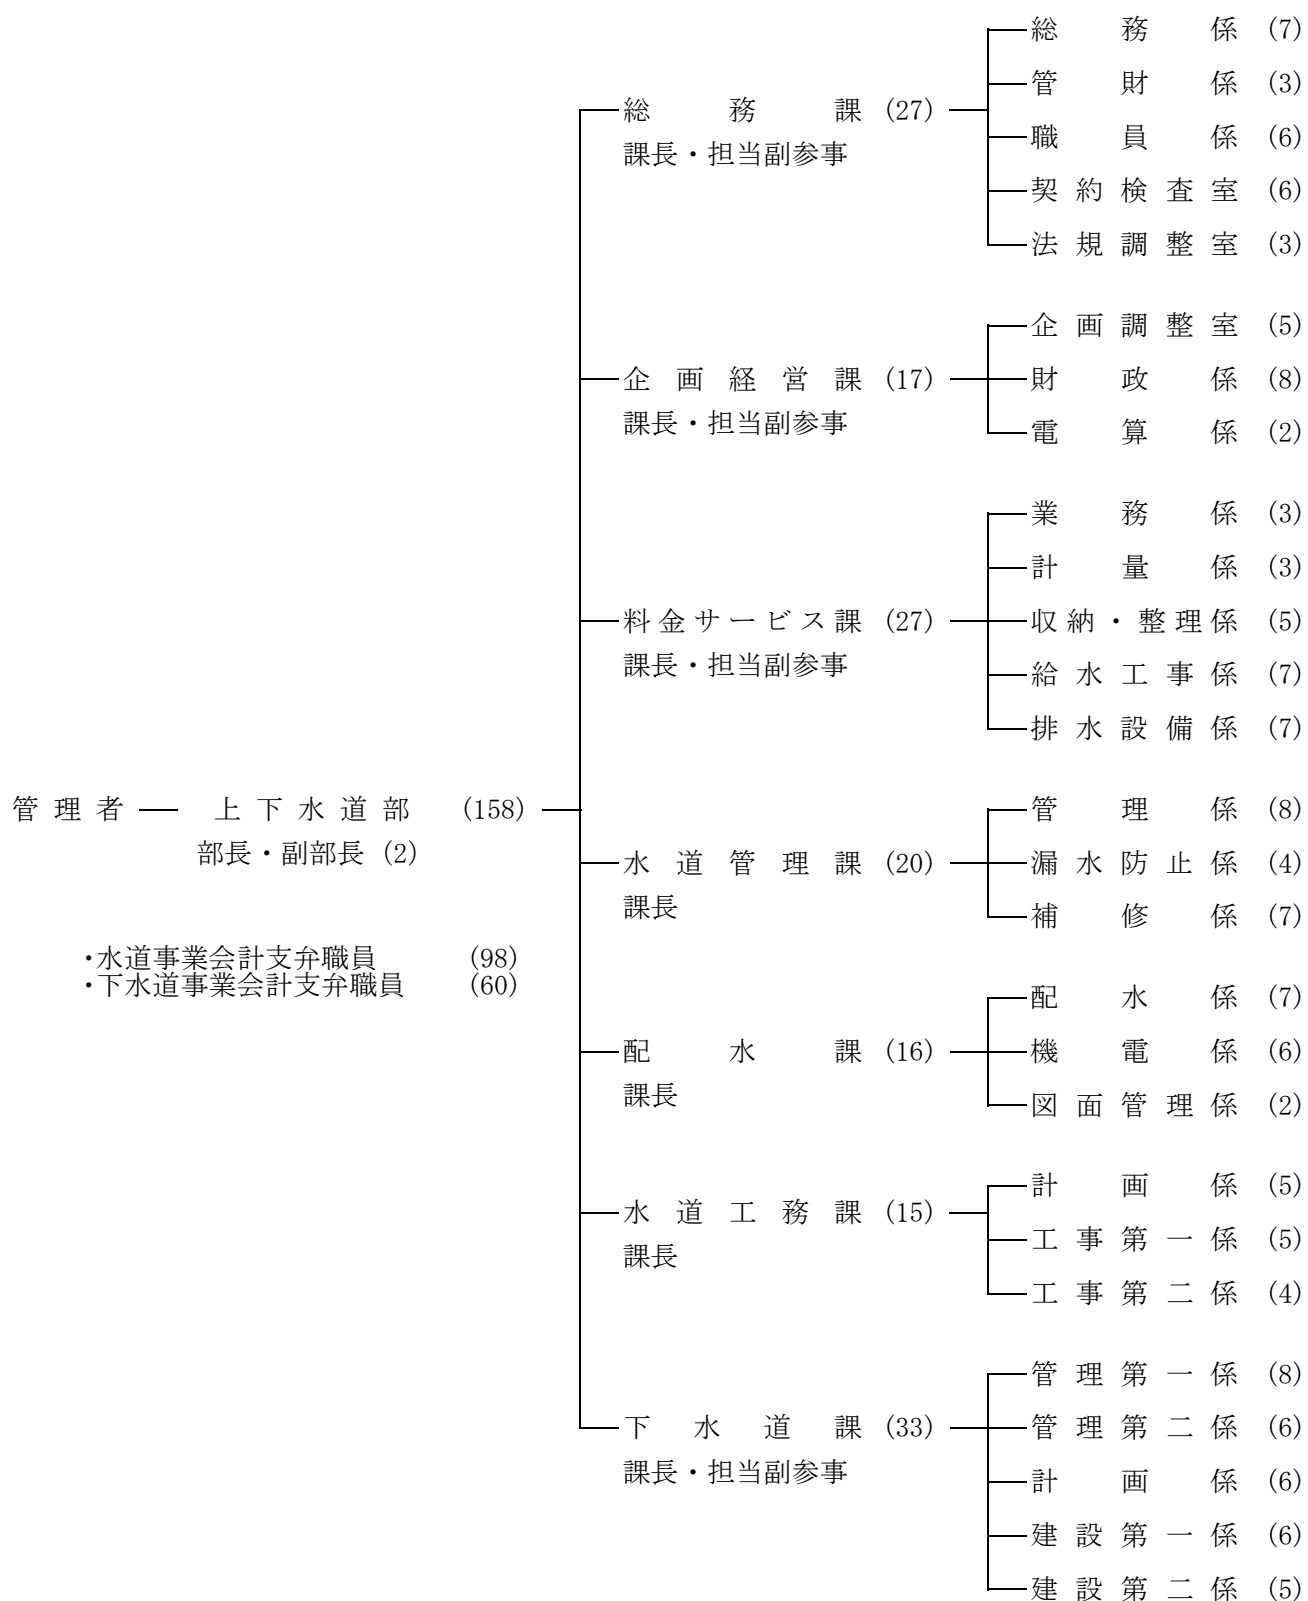 管理者 上下水道部 (158)
部長・副部長 (2)
・水道事業会計支弁職員 (98)
・下水道事業会計支弁職員 (60)
総務課 (27)
課長・担当副参事
総務係 (7)
管財係 (3)
職員係 (6)
契約検査室 (6)
法規調整室 (3)
企画経営課 (17)
課長・担当副参事
企画調整室 (5)
財政係 (8)
電算係 (2)
料金サービス課 (27)
課長・担当副参事
業務係 (3)
計量係 (3)
収納・整理係 (5)
給水工事係 (7)
排水設備係 (7)
水道管理課 (20)
課長
管理係 (8)
漏水防止係 (4)
補修係 (7)
配水課 (16)
課長
配水係 (7)
機電係 (6)
図面管理係 (2)
水道工務課 (15)
課長
計画係 (5)
工事第一係 (5)
工事第二係 (4)
下水道課 (33)
課長・担当副参事
管理第一係 (8)
管理第二係 (6)
計画係 (6)
建設第一係 (6)
建設第二係 (5)